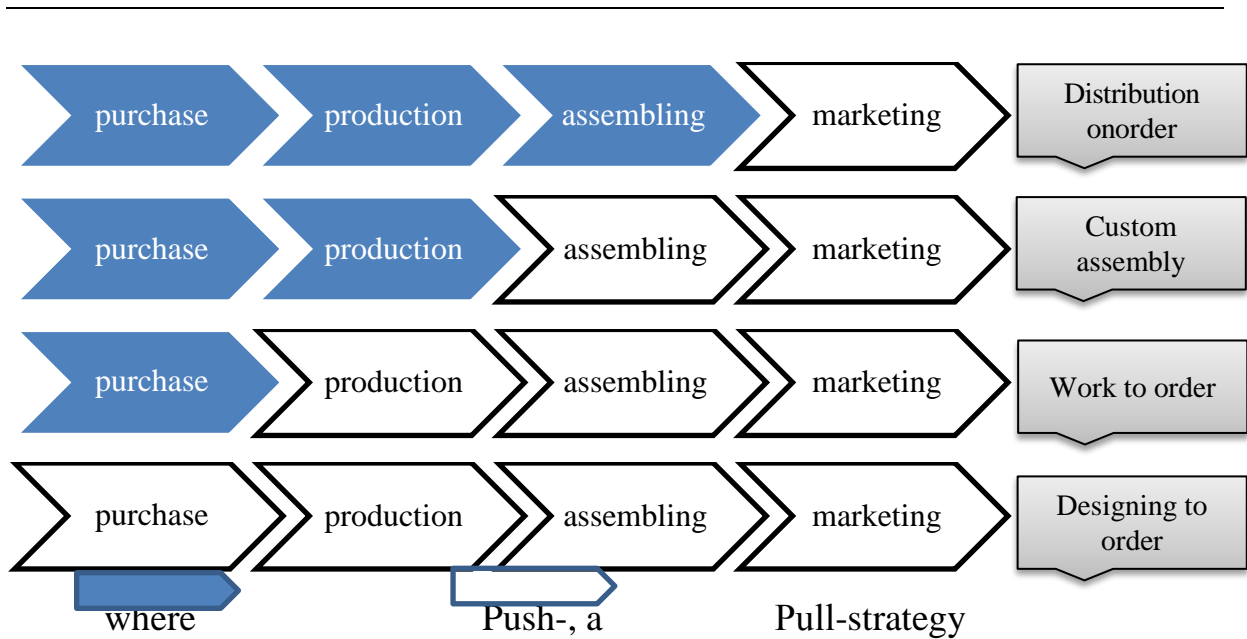 purchase production assembling marketing Distribution
onorder
purchase production assembling marketing Custom
assembly
purchase production assembling marketing Work to order
purchase production assembling marketing Designing to
order
where Push-, a Pull-strategy